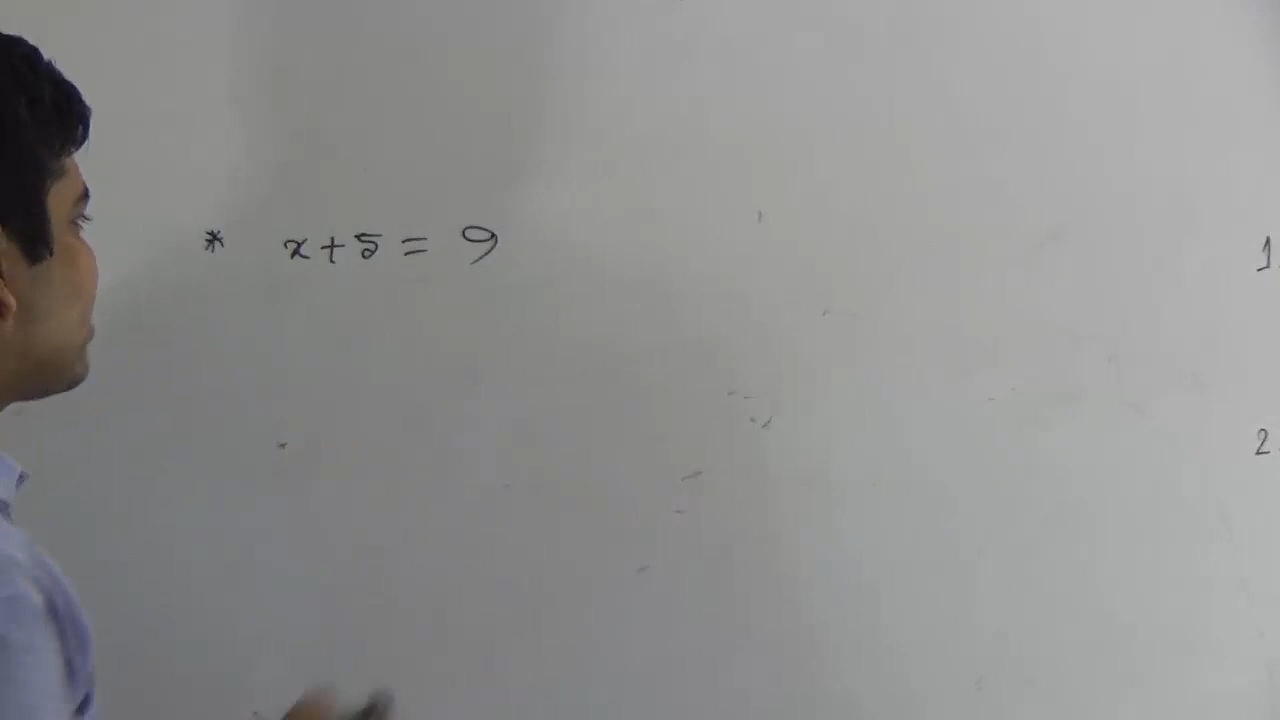 * x+5 = 9
1.
2.